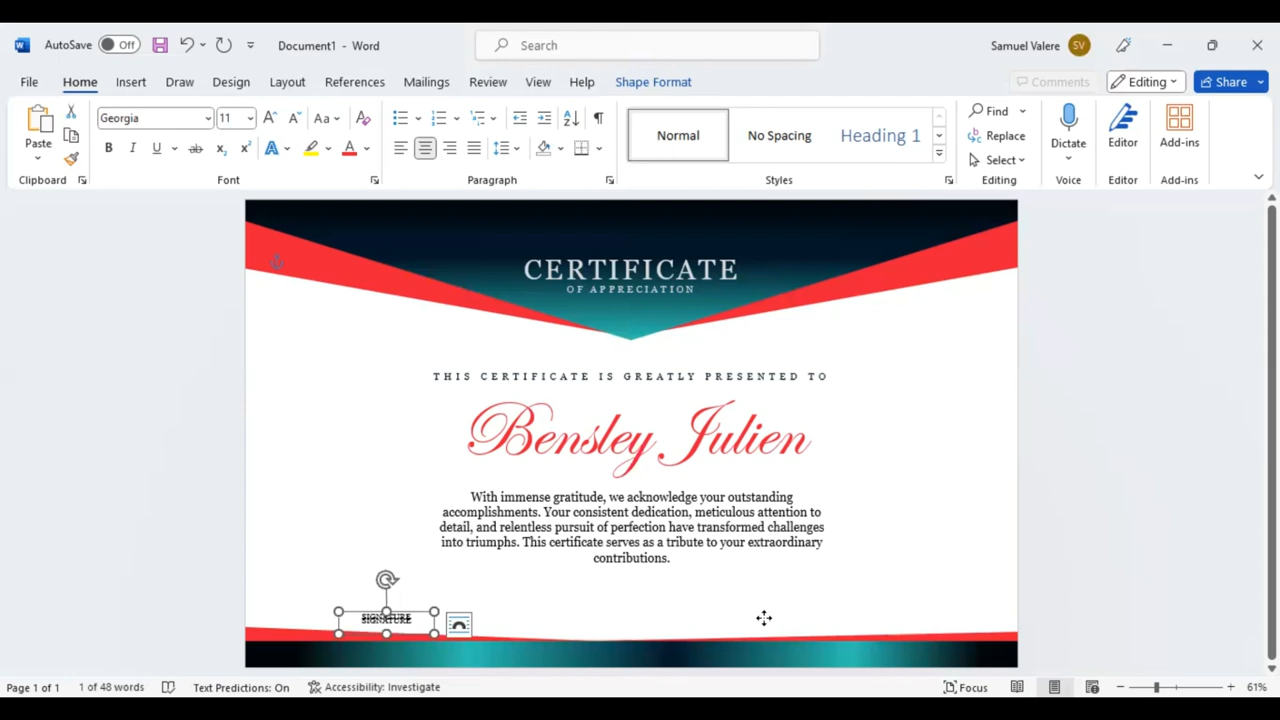 AutoSave Off Document1 - Word Search Samuel Valere SV
File Home Insert Draw Design Layout References Mailings Review View Help Shape Format Comments Editing Share
Paste Georgia 11 Aa Normal No Spacing Heading 1 Find Replace Select Dictate Editor Add-ins
Clipboard Font Paragraph Styles Editing Voice Editor Add-ins
CERTIFICATE
OF APPRECIATION
THIS CERTIFICATE IS GREATLY PRESENTED TO
Bensley Julien
With immense gratitude, we acknowledge your outstanding
accomplishments. Your consistent dedication, meticulous attention to
detail, and relentless pursuit of perfection have transformed challenges
into triumphs. This certificate serves as a tribute to your extraordinary
contributions.
SIGNATURE
Page 1 of 1 1 of 48 words Text Predictions: On Accessibility: Investigate Focus 61%